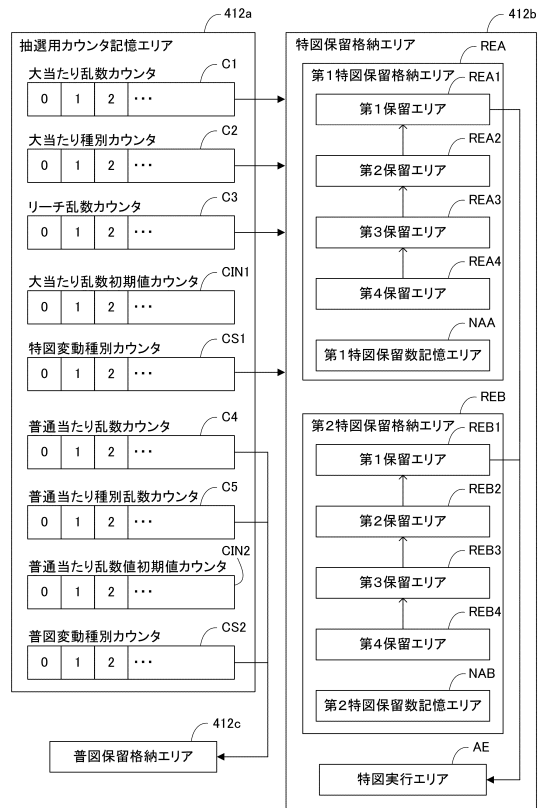 412a
抽選用カウンタ記憶エリア
大当たり乱数カウンタ
C1
0 1 2 ･･･
大当たり種別カウンタ
C2
0 1 2 ･･･
リーチ乱数カウンタ
C3
0 1 2 ･･･
大当たり乱数初期値カウンタ
CIN1
0 1 2 ･･･
特図変動種別カウンタ
CS1
0 1 2 ･･･
普通当たり乱数カウンタ
C4
0 1 2 ･･･
普通当たり種別乱数カウンタ
C5
0 1 2 ･･･
CIN2
普通当たり乱数値初期値カウンタ
0 1 2 ･･･
普図変動種別カウンタ
CS2
0 1 2 ･･･
412c
普図保留格納エリア
412b
特図保留格納エリア
REA
第1特図保留格納エリア
REA1
第1保留エリア
REA2
第2保留エリア
REA3
第3保留エリア
REA4
第4保留エリア
NAA
第1特図保留数記憶エリア
REB
第2特図保留格納エリア
REB1
第1保留エリア
REB2
第2保留エリア
REB3
第3保留エリア
REB4
第4保留エリア
NAB
第2特図保留数記憶エリア
AE
特図実行エリア